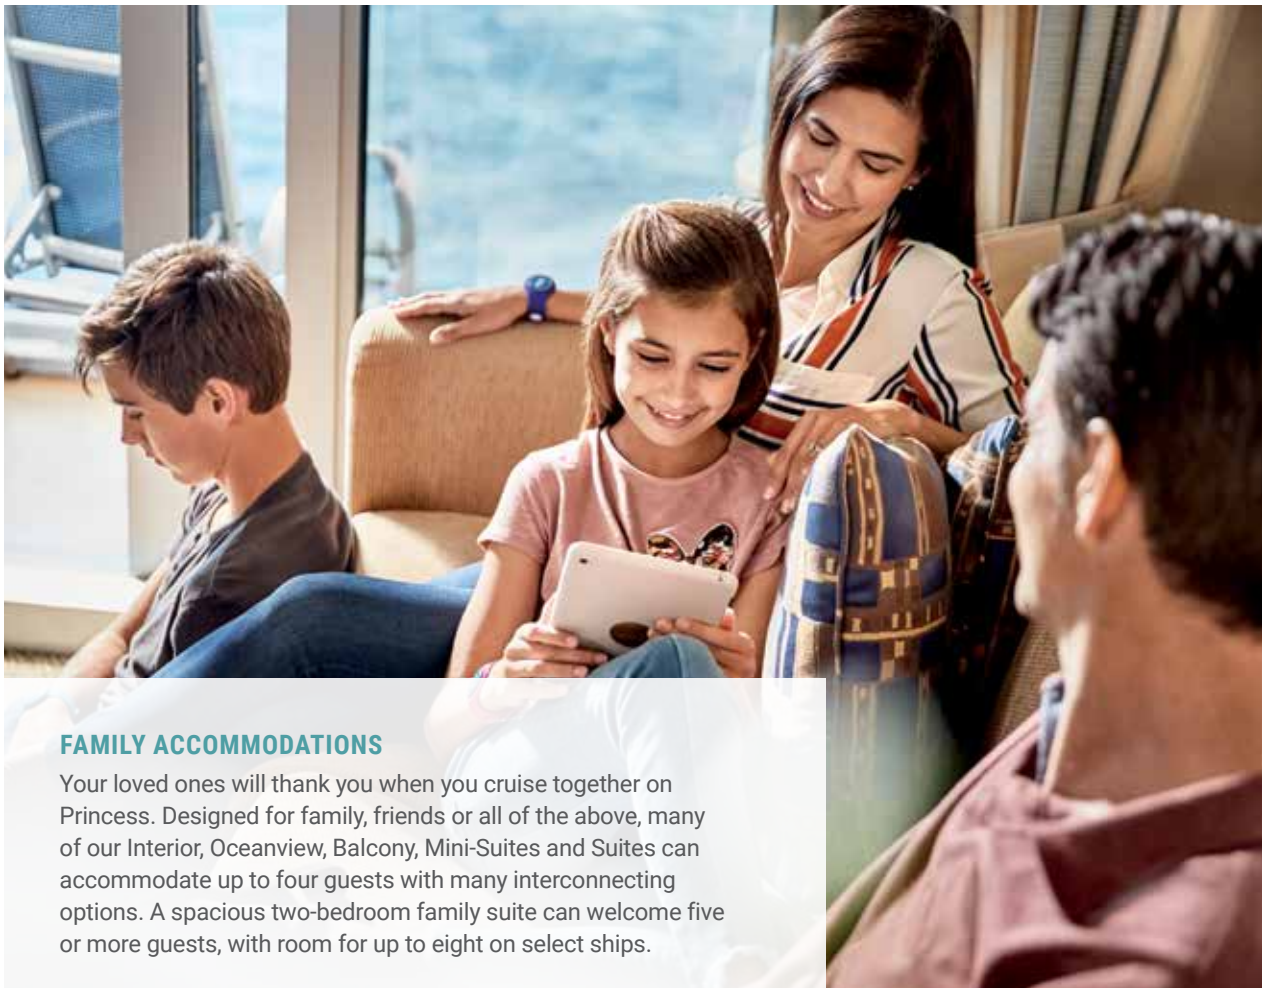 FAMILY ACCOMMODATIONS
Your loved ones will thank you when you cruise together on
Princess. Designed for family, friends or all of the above, many
of our Interior, Oceanview, Balcony, Mini-Suites and Suites can
accommodate up to four guests with many interconnecting
options. A spacious two-bedroom family suite can welcome five
or more guests, with room for up to eight on select ships.